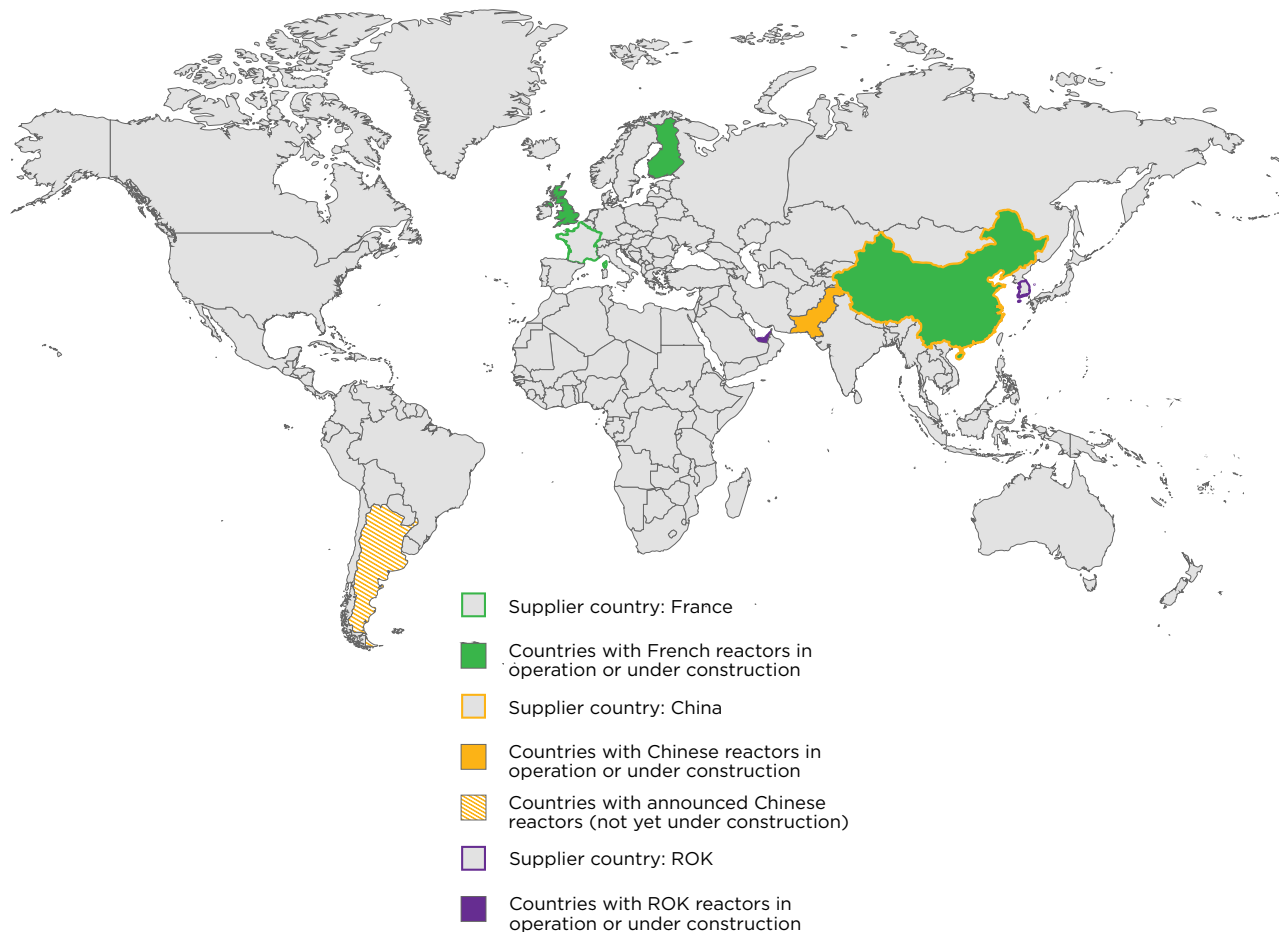 Supplier country: France
Countries with French reactors in
operation or under construction
Supplier country: China
Countries with Chinese reactors in
operation or under construction
Countries with announced Chinese
reactors (not yet under construction)
Supplier country: ROK
Countries with ROK reactors in
operation or under construction